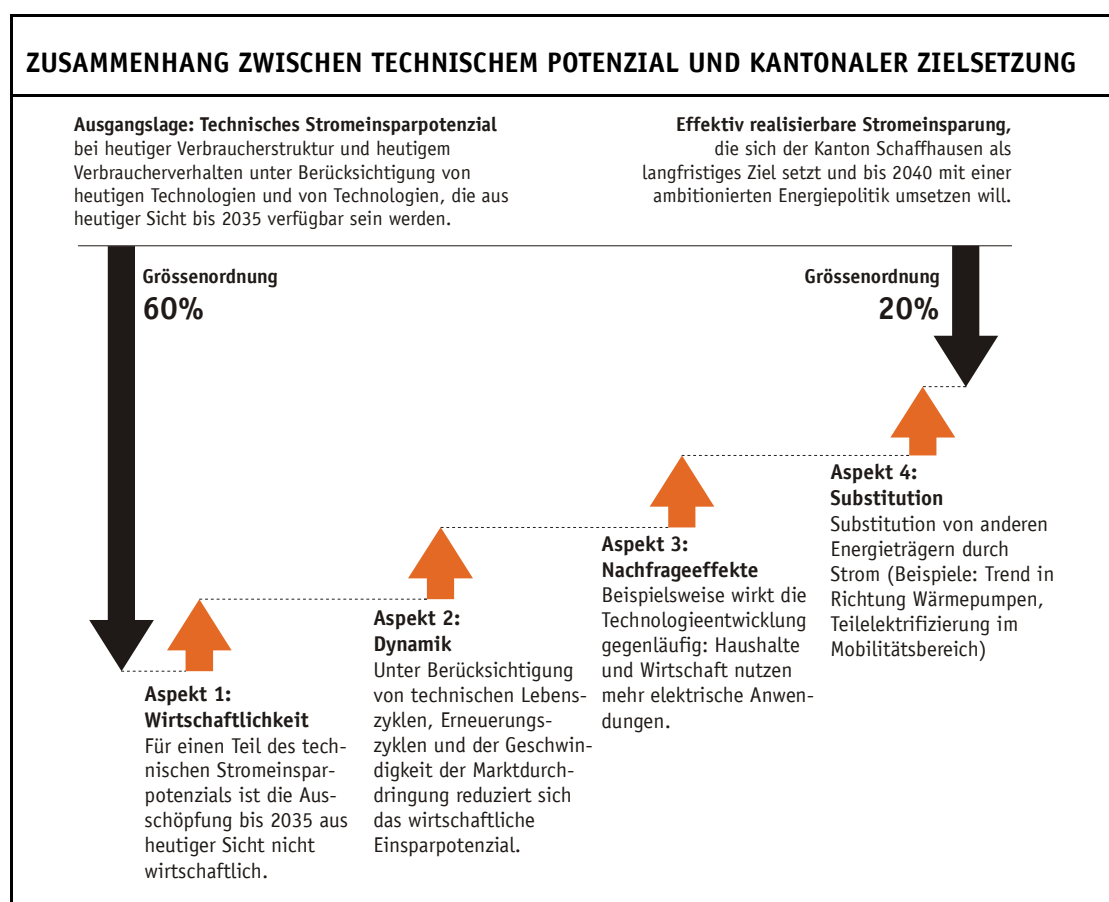 ZUSAMMENHANG ZWISCHEN TECHNISCHEM POTENZIAL UND KANTONALER ZIELSETZUNG
Ausgangslage: Technisches Stromeinsparpotenzial
bei heutiger Verbraucherstruktur und heutigem
Verbraucherverhalten unter Berücksichtigung von
heutigen Technologien und von Technologien, die aus
heutiger Sicht bis 2035 verfügbar sein werden.
Effektiv realisierbare Stromeinsparung,
die sich der Kanton Schaffhausen als
langfristiges Ziel setzt und bis 2040 mit einer
ambitionierten Energiepolitik umsetzen will.
Grössenordnung
60%
Grössenordnung
20%
Aspekt 1:
Wirtschaftlichkeit
Für einen Teil des tech-
nischen Stromeinspar-
potenzials ist die Aus-
schöpfung bis 2035 aus
heutiger Sicht nicht
wirtschaftlich.
Aspekt 2:
Dynamik
Unter Berücksichtigung
von technischen Lebens-
zyklen, Erneuerungs-
zyklen und der Geschwin-
digkeit der Marktdurch-
dringung reduziert sich
das wirtschaftliche
Einsparpotenzial.
Aspekt 3:
Nachfrageeffekte
Beispielsweise wirkt die
Technologieentwicklung
gegenläufig: Haushalte
und Wirtschaft nutzen
mehr elektrische Anwen-
dungen.
Aspekt 4:
Substitution
Substitution von anderen
Energieträgern durch
Strom (Beispiele: Trend in
Richtung Wärmepumpen,
Teilelektrifizierung im
Mobilitätsbereich)